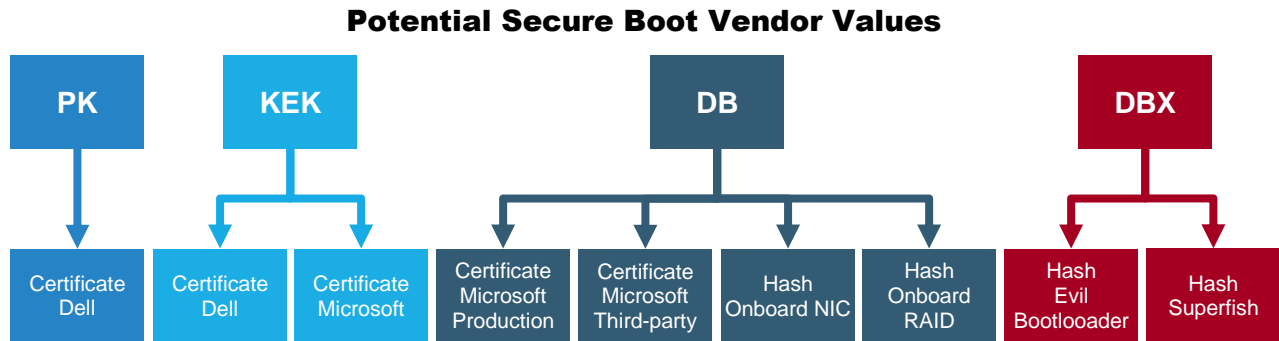 Potential Secure Boot Vendor Values
PK
KEK
DB
DBX
Certificate
Dell
Certificate
Dell
Certificate
Microsoft
Certificate
Microsoft
Production
Certificate
Microsoft
Third-party
Hash
Onboard NIC
Hash
Onboard
RAID
Hash
Evil
Bootlooader
Hash
Superfish